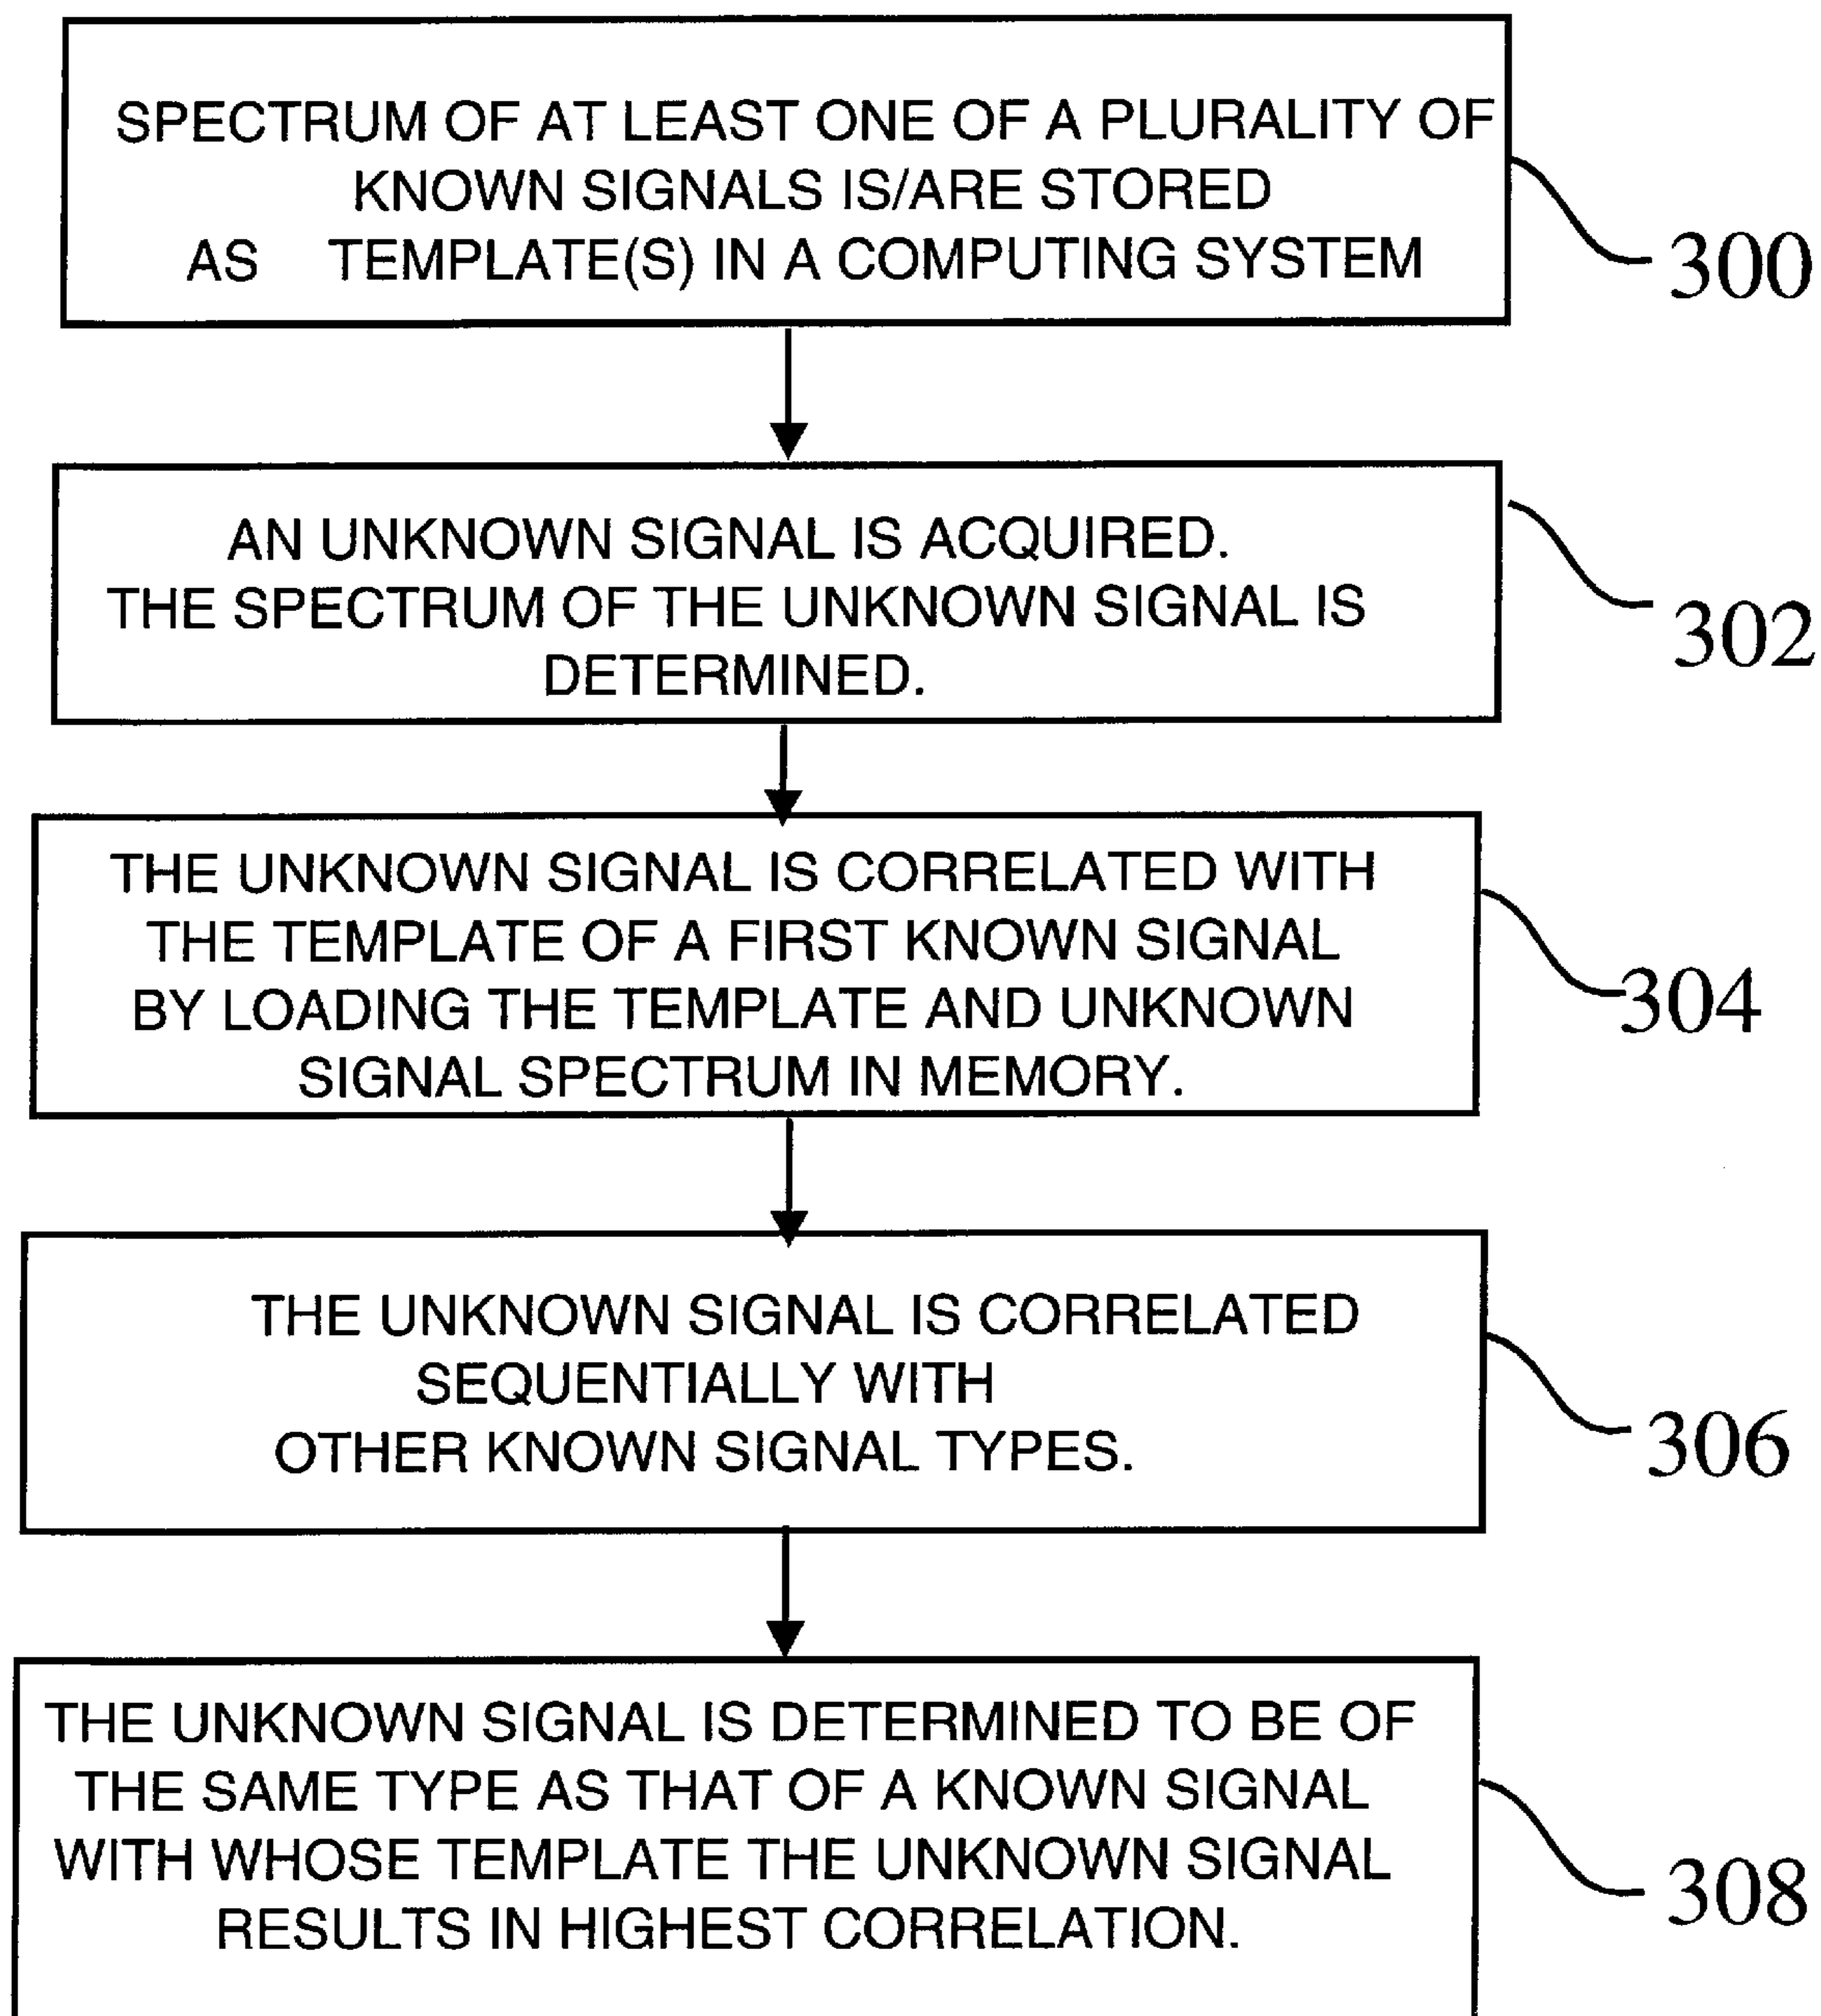 SPECTRUM OF AT LEAST ONE OF A PLURALITY OF
KNOWN SIGNALS IS/ARE STORED
AS TEMPLATE(S) IN A COMPUTING SYSTEM
300
AN UNKNOWN SIGNAL IS ACQUIRED.
THE SPECTRUM OF THE UNKNOWN SIGNAL IS
DETERMINED.
302
THE UNKNOWN SIGNAL IS CORRELATED WITH
THE TEMPLATE OF A FIRST KNOWN SIGNAL
BY LOADING THE TEMPLATE AND UNKNOWN
SIGNAL SPECTRUM IN MEMORY.
304
THE UNKNOWN SIGNAL IS CORRELATED
SEQUENTIALLY WITH
OTHER KNOWN SIGNAL TYPES.
306
THE UNKNOWN SIGNAL IS DETERMINED TO BE OF
THE SAME TYPE AS THAT OF A KNOWN SIGNAL
WITH WHOSE TEMPLATE THE UNKNOWN SIGNAL
RESULTS IN HIGHEST CORRELATION.
308